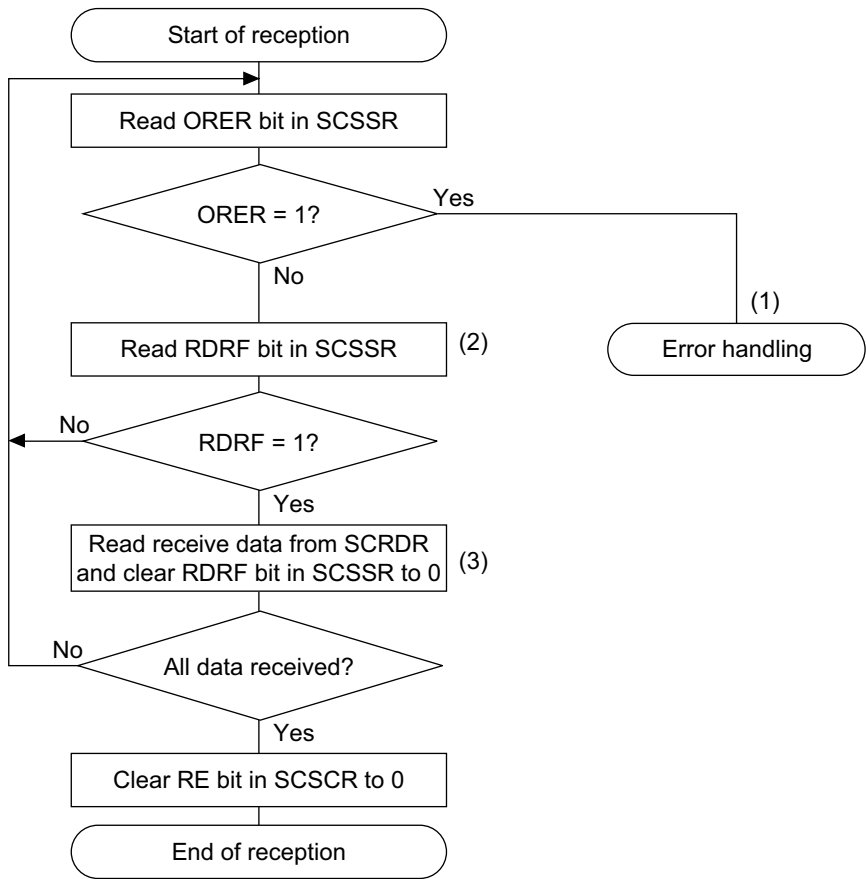 Start of reception
Read ORER bit in SCSSR
ORER = 1?
Yes
No
(1)
Error handling
Read RDRF bit in SCSSR
(2)
No
RDRF = 1?
Yes
Read receive data from SCRDR
and clear RDRF bit in SCSSR to 0
(3)
No
All data received?
Yes
Clear RE bit in SCSCR to 0
End of reception